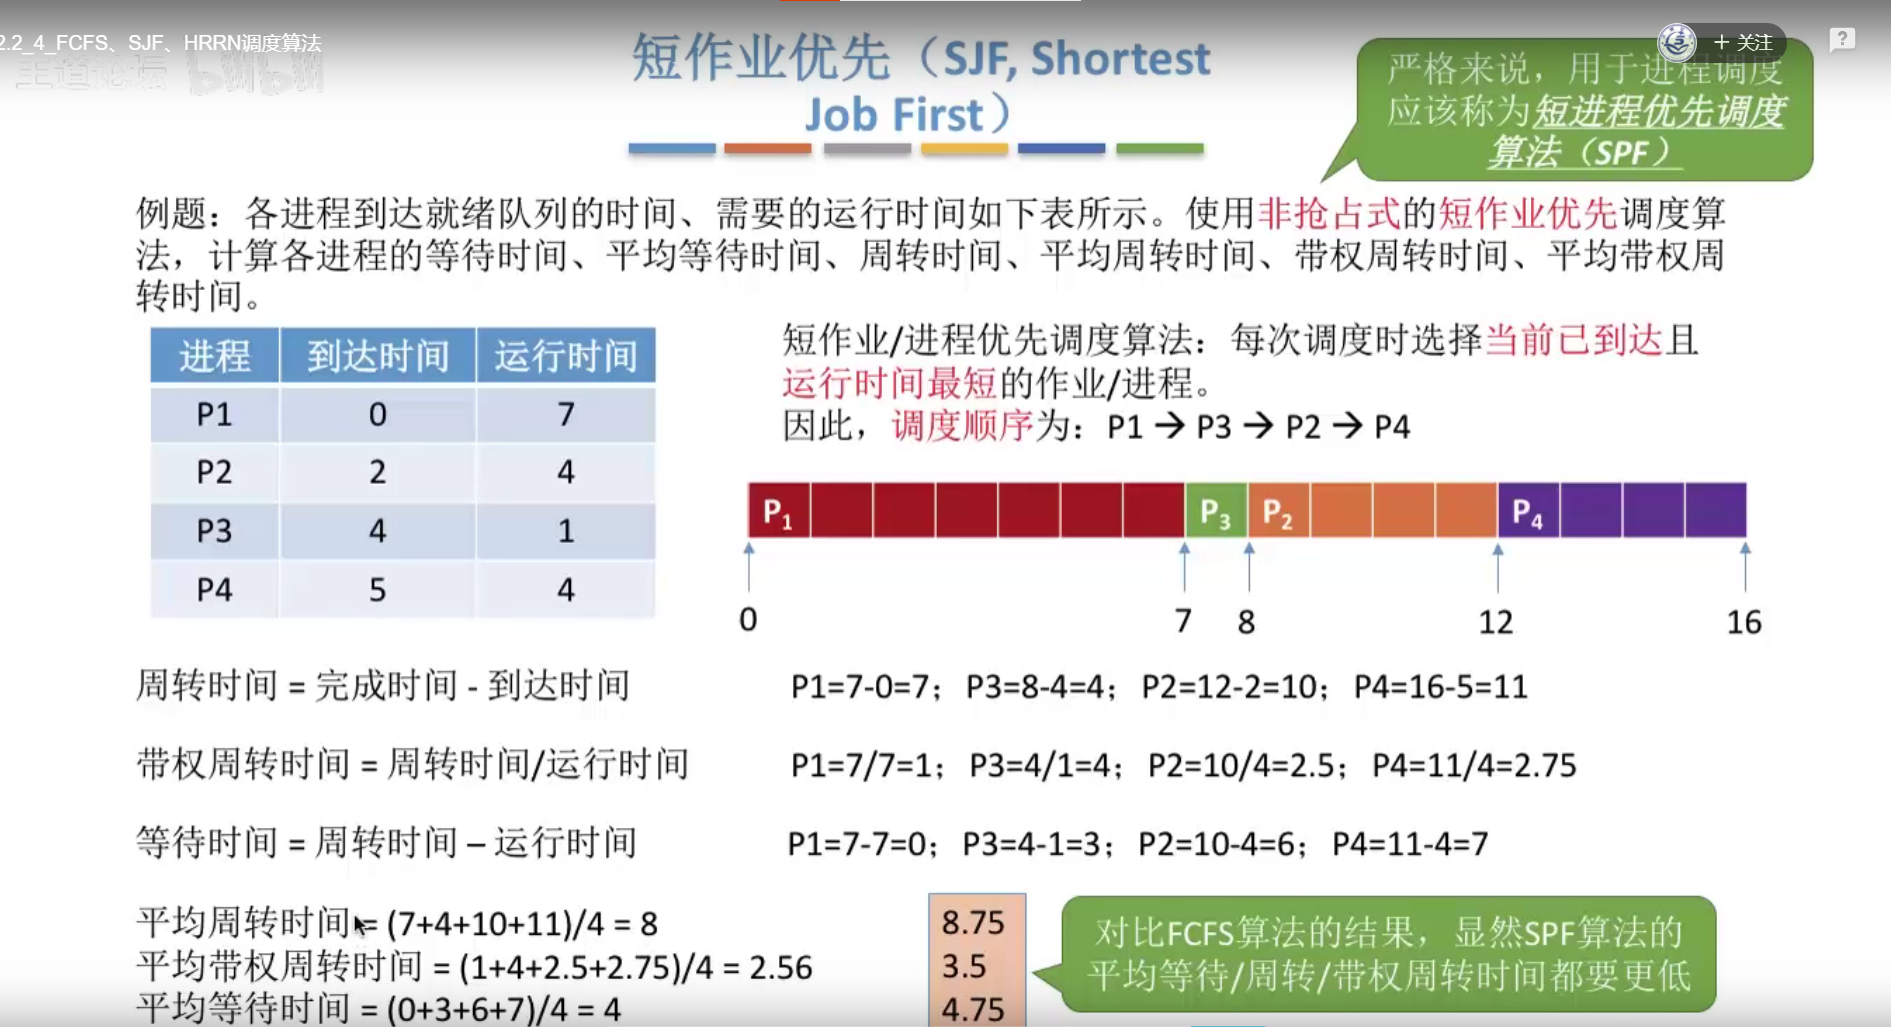 2.2_4_FCFS、SJF、HRRN调度算法
王道论坛 bilibili
+ 关注
?
短作业优先（SJF, Shortest
Job First）
严格来说，用于进程调度
应该称为短进程优先调度
算法（SPF）
例题：各进程到达就绪队列的时间、需要的运行时间如下表所示。使用非抢占式的短作业优先调度算
法，计算各进程的等待时间、平均等待时间、周转时间、平均周转时间、带权周转时间、平均带权周
转时间。
进程 到达时间 运行时间
P1 0 7
P2 2 4
P3 4 1
P4 5 4
短作业/进程优先调度算法：每次调度时选择当前已到达且
运行时间最短的作业/进程。
因此，调度顺序为：P1 → P3 → P2 → P4
P1 P3 P2 P4
0 7 8 12 16
周转时间 = 完成时间 - 到达时间
P1=7-0=7；P3=8-4=4；P2=12-2=10；P4=16-5=11
带权周转时间 = 周转时间/运行时间
P1=7/7=1；P3=4/1=4；P2=10/4=2.5；P4=11/4=2.75
等待时间 = 周转时间 – 运行时间
P1=7-7=0；P3=4-1=3；P2=10-4=6；P4=11-4=7
平均周转时间 = (7+4+10+11)/4 = 8
平均带权周转时间 = (1+4+2.5+2.75)/4 = 2.56
平均等待时间 = (0+3+6+7)/4 = 4
8.75
3.5
4.75
对比FCFS算法的结果，显然SPF算法的
平均等待/周转/带权周转时间都要更低